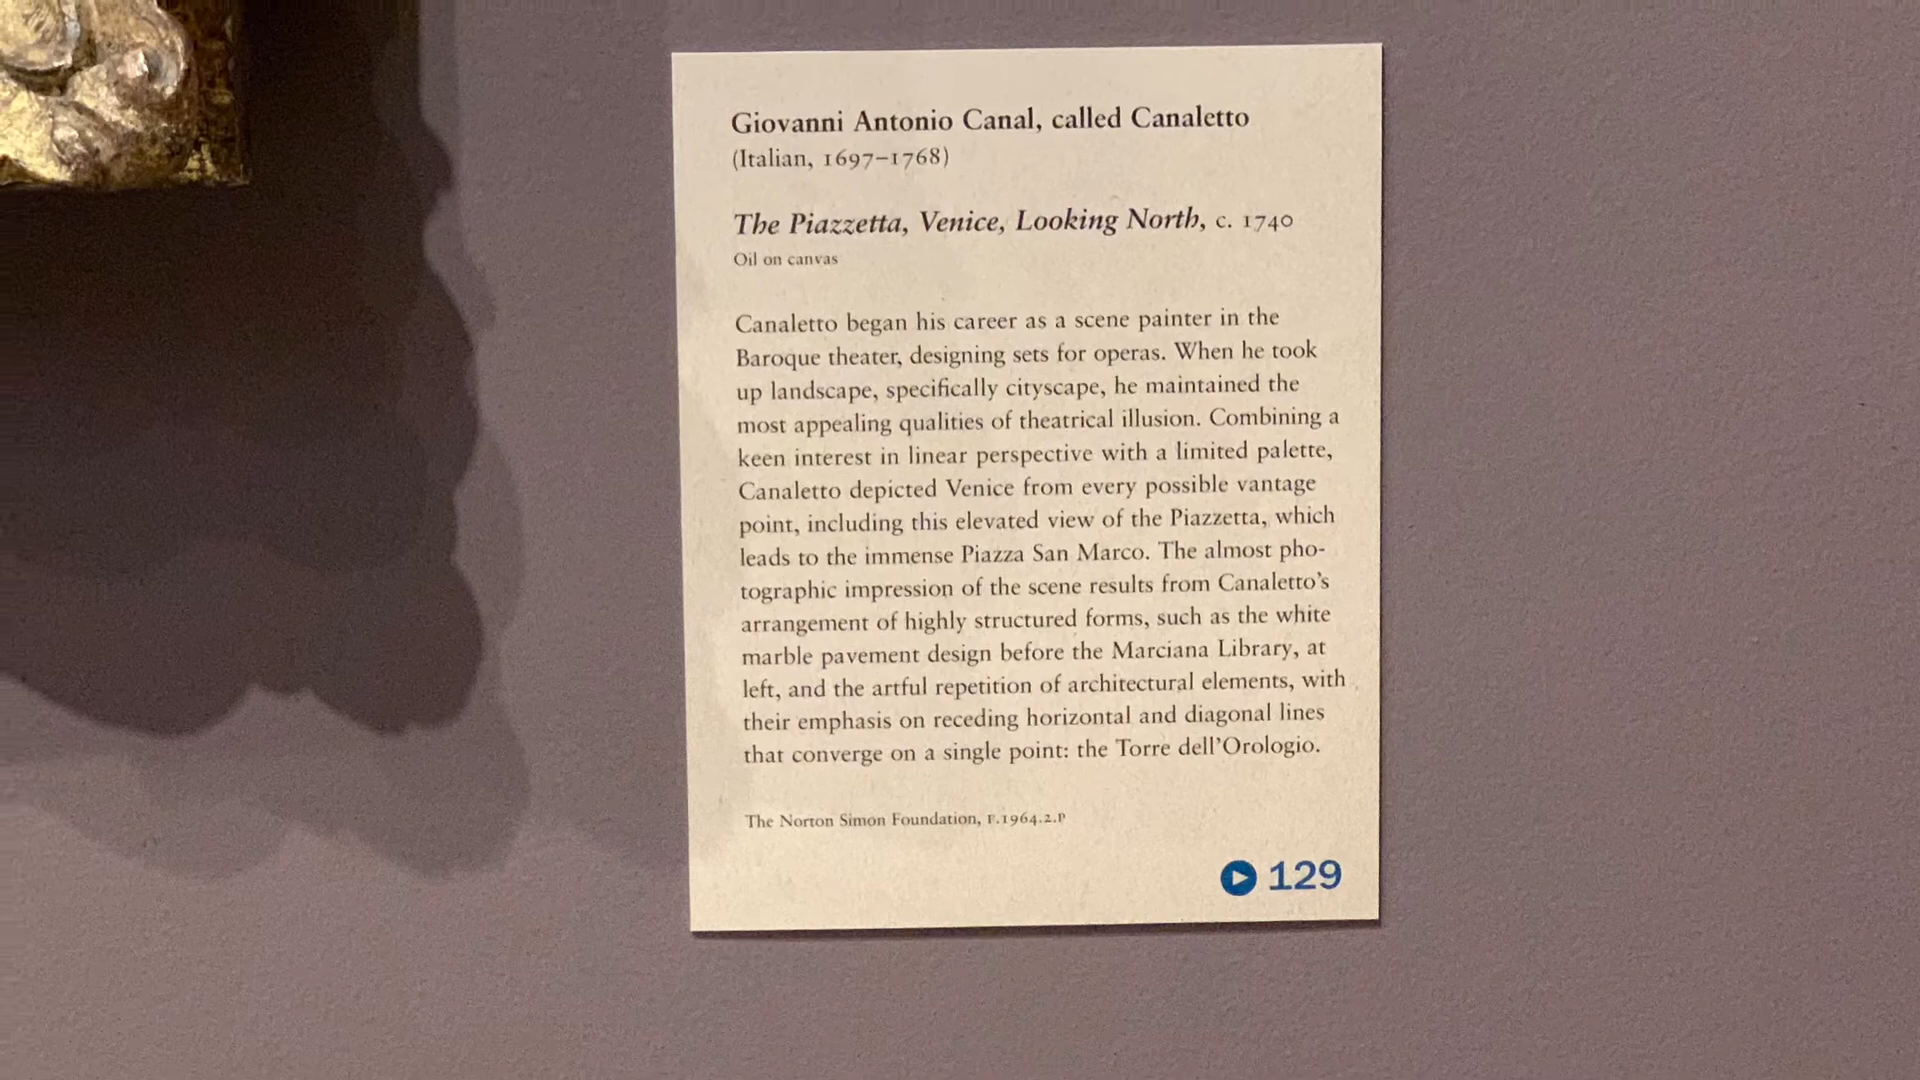 Giovanni Antonio Canal, called Canaletto
(Italian, 1697–1768)
The Piazzetta, Venice, Looking North, c. 1740
Oil on canvas
Canaletto began his career as a scene painter in the
Baroque theater, designing sets for operas. When he took
up landscape, specifically cityscape, he maintained the
most appealing qualities of theatrical illusion. Combining a
keen interest in linear perspective with a limited palette,
Canaletto depicted Venice from every possible vantage
point, including this elevated view of the Piazzetta, which
leads to the immense Piazza San Marco. The almost pho-
tographic impression of the scene results from Canaletto’s
arrangement of highly structured forms, such as the white
marble pavement design before the Marciana Library, at
left, and the artful repetition of architectural elements, with
their emphasis on receding horizontal and diagonal lines
that converge on a single point: the Torre dell’Orologio.
The Norton Simon Foundation, F.1964.2.P
129